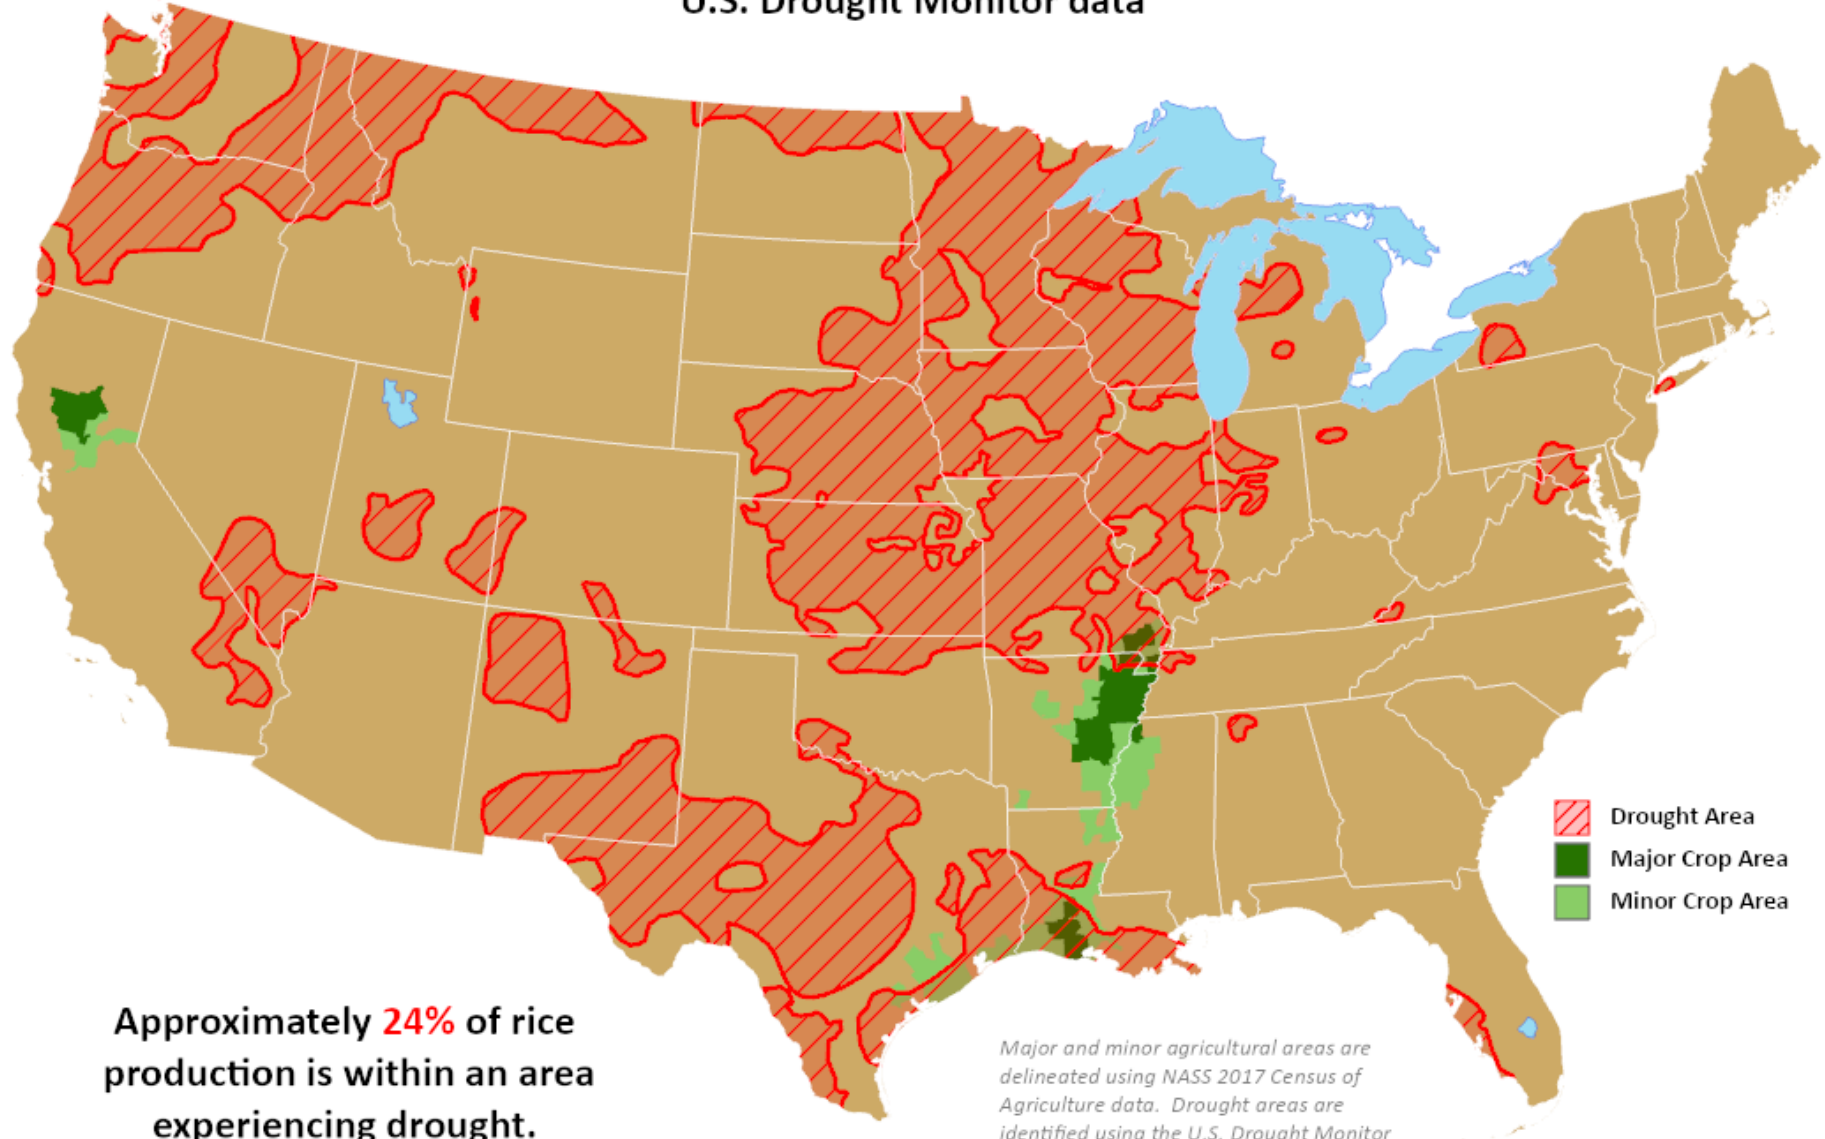 U.S. Drought Monitor data
Drought Area
Major Crop Area
Minor Crop Area
Approximately 24% of rice
production is within an area
experiencing drought.
Major and minor agricultural areas are
delineated using NASS 2017 Census of
Agriculture data. Drought areas are
identified using the U.S. Drought Monitor